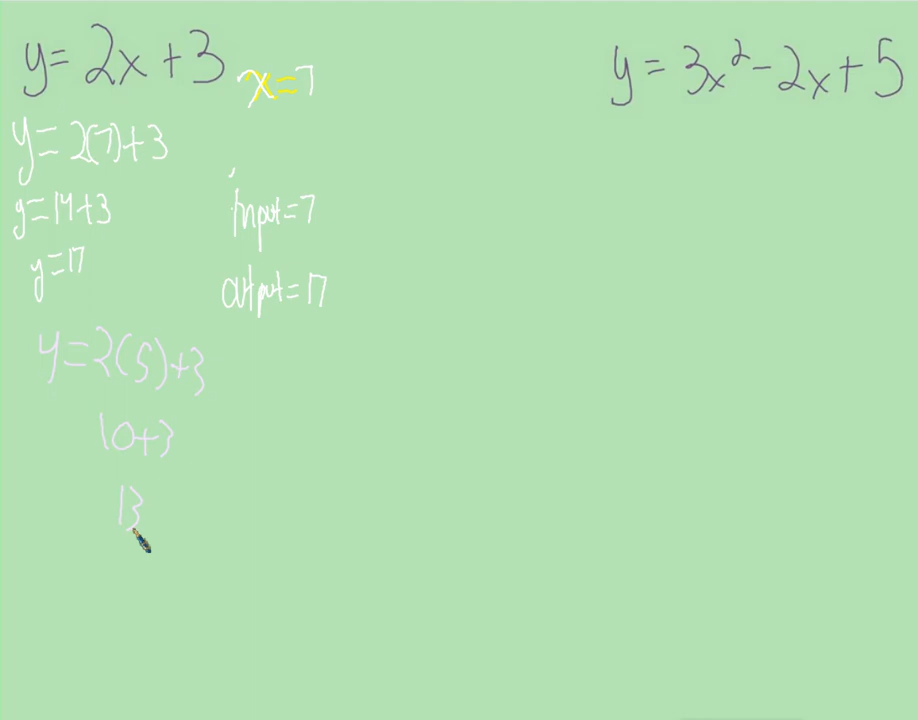 y = 2x + 3 x = 7
y = 2(7) + 3
y = 14 + 3
y = 17
input = 7
output = 17
y = 2(5) + 3
10 + 3
13
y = 3x² - 2x + 5